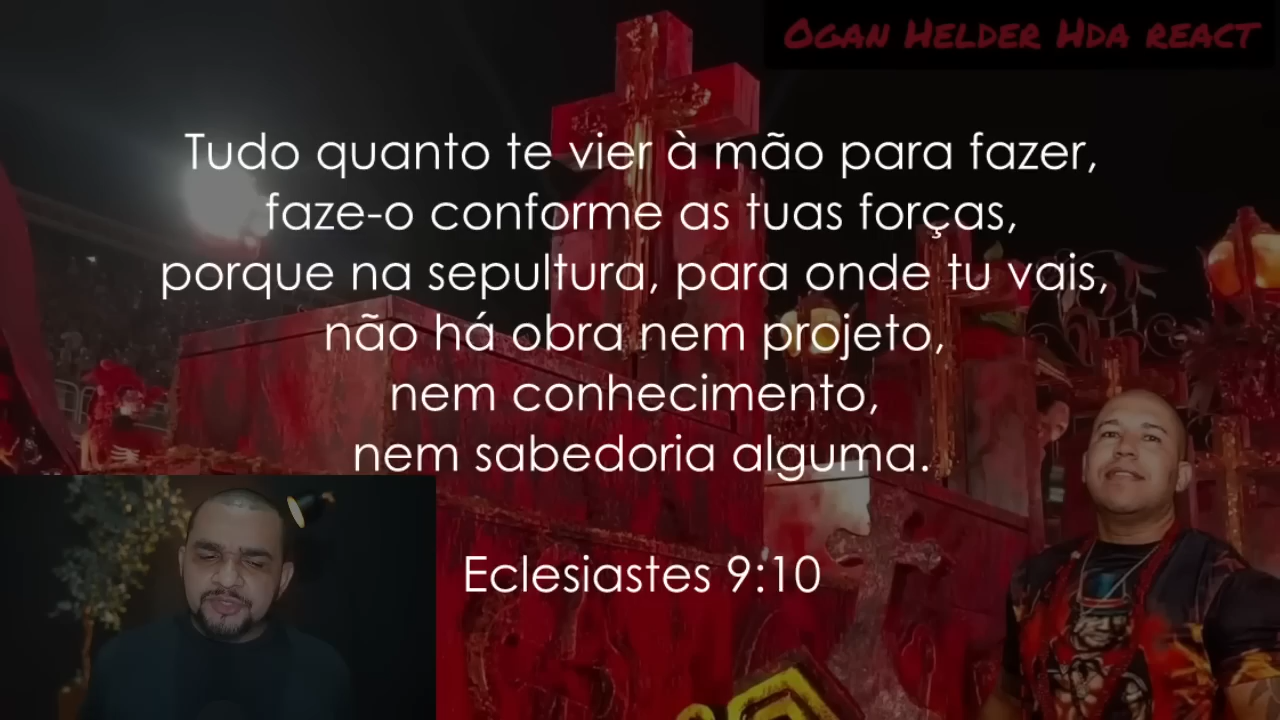 Ogan Helder Hda react
Tudo quanto te vier à mão para fazer,
faze-o conforme as tuas forças,
porque na sepultura, para onde tu vais,
não há obra nem projeto,
nem conhecimento,
nem sabedoria alguma.
Eclesiastes 9:10